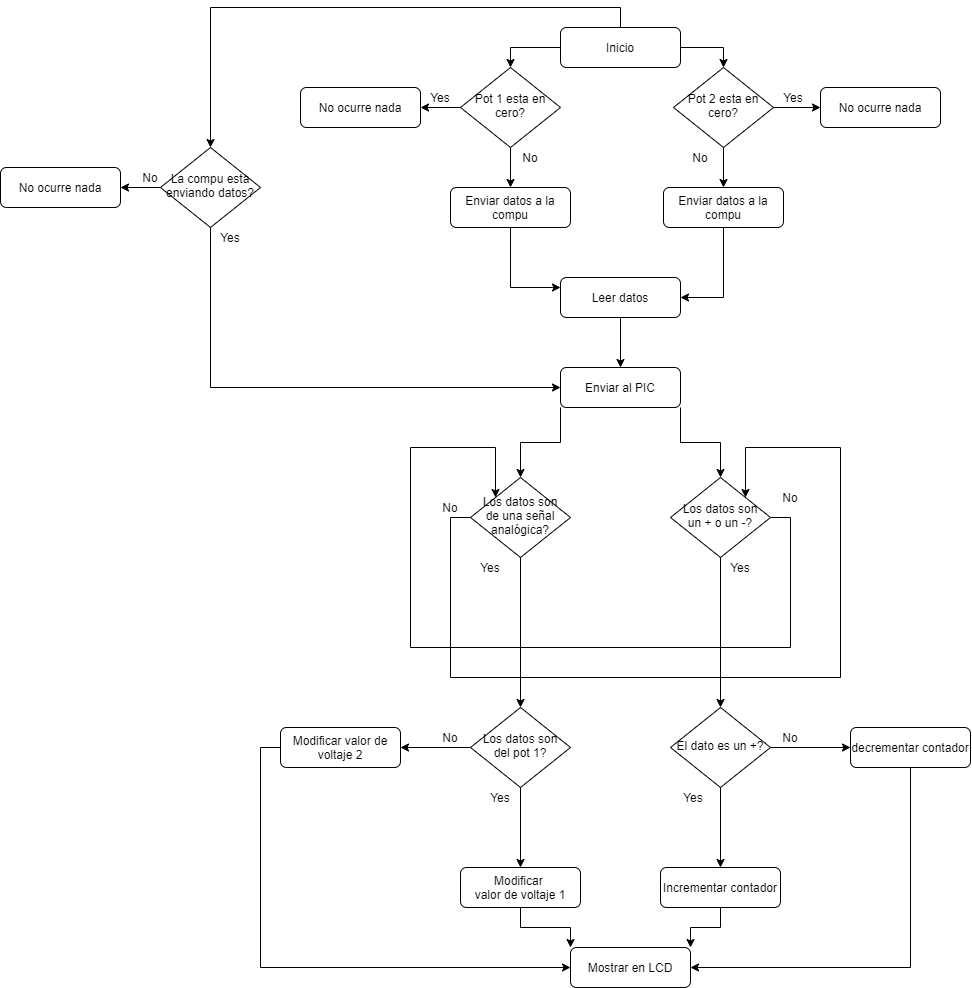 Inicio
Pot 1 esta en
cero?
Yes
No ocurre nada
No
Pot 2 esta en
cero?
Yes
No ocurre nada
No
La compu esta
enviando datos?
No
No ocurre nada
Yes
Enviar datos a la
compu
Enviar datos a la
compu
Leer datos
Enviar al PIC
Los datos son
de una señal
analógica?
No
Yes
Los datos son
un + o un -?
No
Yes
Los datos son
del pot 1?
No
Modificar valor de
voltaje 2
Yes
El dato es un +?
No
decrementar contador
Yes
Modificar
valor de voltaje 1
Incrementar contador
Mostrar en LCD